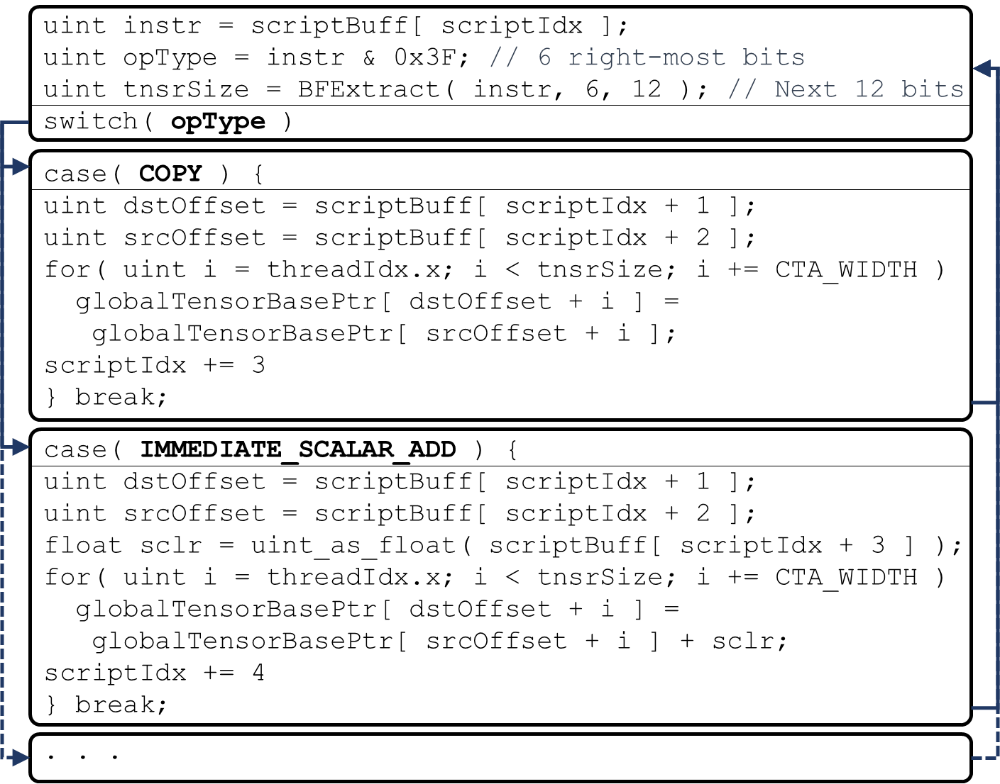 uint instr = scriptBuff[ scriptIdx ];
uint opType = instr & 0x3F; // 6 right-most bits
uint tnsrSize = BFExtract( instr, 6, 12 ); // Next 12 bits
switch( opType )
case( COPY ) {
uint dstOffset = scriptBuff[ scriptIdx + 1 ];
uint srcOffset = scriptBuff[ scriptIdx + 2 ];
for( uint i = threadIdx.x; i < tnsrSize; i += CTA_WIDTH )
globalTensorBasePtr[ dstOffset + i ] =
globalTensorBasePtr[ srcOffset + i ];
scriptIdx += 3
} break;
case( IMMEDIATE_SCALAR_ADD ) {
uint dstOffset = scriptBuff[ scriptIdx + 1 ];
uint srcOffset = scriptBuff[ scriptIdx + 2 ];
float sclr = uint_as_float( scriptBuff[ scriptIdx + 3 ] );
for( uint i = threadIdx.x; i < tnsrSize; i += CTA_WIDTH )
globalTensorBasePtr[ dstOffset + i ] =
globalTensorBasePtr[ srcOffset + i ] + sclr;
scriptIdx += 4
} break;
. . .